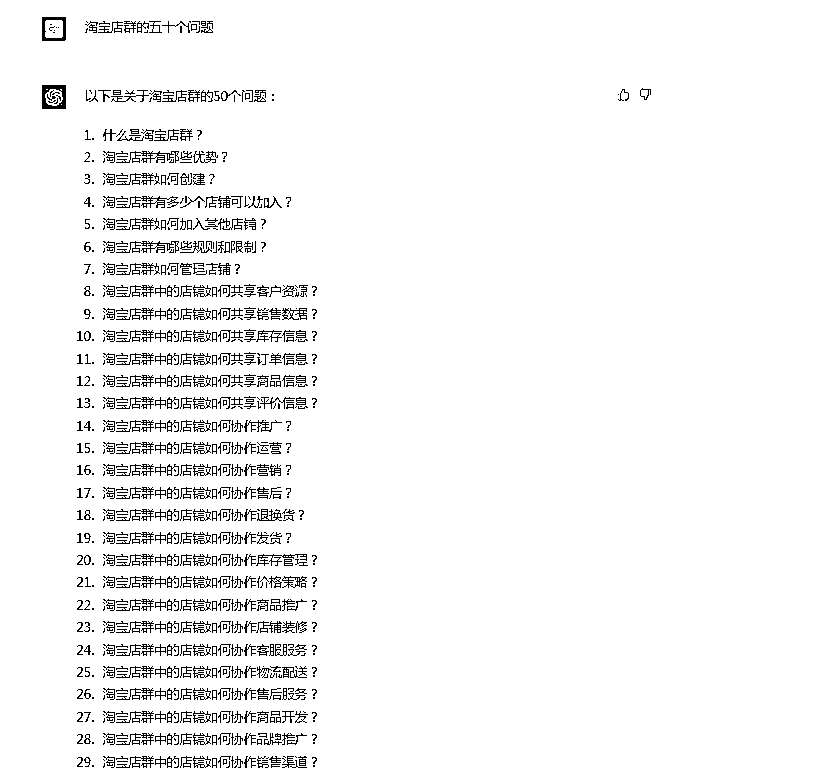 淘宝店群的五十个问题
以下是关于淘宝店群的50个问题：
1. 什么是淘宝店群？
2. 淘宝店群有哪些优势？
3. 淘宝店群如何创建？
4. 淘宝店群有多少个店铺可以加入？
5. 淘宝店群如何加入其他店铺？
6. 淘宝店群有哪些规则和限制？
7. 淘宝店群如何管理店铺？
8. 淘宝店群中的店铺如何共享客户资源？
9. 淘宝店群中的店铺如何共享销售数据？
10. 淘宝店群中的店铺如何共享库存信息？
11. 淘宝店群中的店铺如何共享订单信息？
12. 淘宝店群中的店铺如何共享商品信息？
13. 淘宝店群中的店铺如何共享评价信息？
14. 淘宝店群中的店铺如何协作推广？
15. 淘宝店群中的店铺如何协作运营？
16. 淘宝店群中的店铺如何协作营销？
17. 淘宝店群中的店铺如何协作售后？
18. 淘宝店群中的店铺如何协作退换货？
19. 淘宝店群中的店铺如何协作发货？
20. 淘宝店群中的店铺如何协作库存管理？
21. 淘宝店群中的店铺如何协作价格策略？
22. 淘宝店群中的店铺如何协作商品推广？
23. 淘宝店群中的店铺如何协作店铺装修？
24. 淘宝店群中的店铺如何协作客服服务？
25. 淘宝店群中的店铺如何协作物流配送？
26. 淘宝店群中的店铺如何协作售后服务？
27. 淘宝店群中的店铺如何协作商品开发？
28. 淘宝店群中的店铺如何协作品牌推广？
29. 淘宝店群中的店铺如何协作销售渠道？